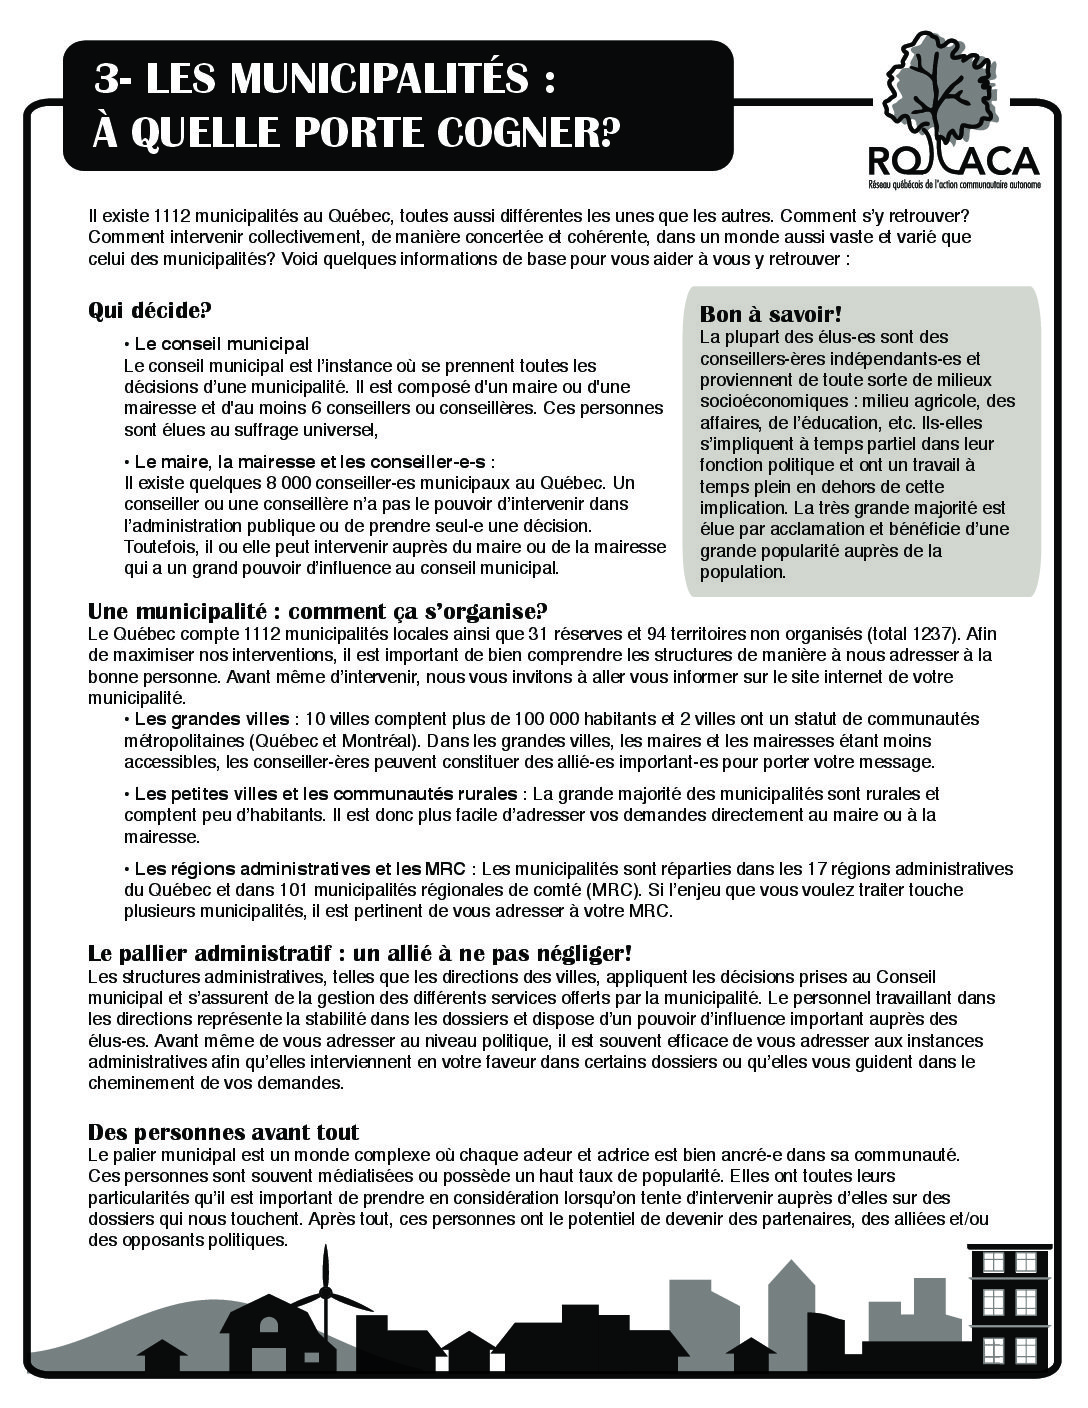 3- LES MUNICIPALITÉS :
À QUELLE PORTE COGNER?
RQ ACA
Réseau québécois de l'action communautaire autonome
Il existe 1112 municipalités au Québec, toutes aussi différentes les unes que les autres. Comment s'y retrouver?
Comment intervenir collectivement, de manière concertée et cohérente, dans un monde aussi vaste et varié que
celui des municipalités? Voici quelques informations de base pour vous aider à vous y retrouver :
Qui décide?
• Le conseil municipal
Le conseil municipal est l'instance où se prennent toutes les
décisions d'une municipalité. Il est composé d'un maire ou d'une
mairesse et d'au moins 6 conseillers ou conseillères. Ces personnes
sont élues au suffrage universel,
• Le maire, la mairesse et les conseiller-e-s :
Il existe quelques 8 000 conseiller-es municipaux au Québec. Un
conseiller ou une conseillère n'a pas le pouvoir d'intervenir dans
l'administration publique ou de prendre seul-e une décision.
Toutefois, il ou elle peut intervenir auprès du maire ou de la mairesse
qui a un grand pouvoir d'influence au conseil municipal.
Bon à savoir!
La plupart des élus-es sont des
conseillers-ères indépendants-es et
proviennent de toute sorte de milieux
socioéconomiques : milieu agricole, des
affaires, de l'éducation, etc. Ils-elles
s'impliquent à temps partiel dans leur
fonction politique et ont un travail à
temps plein en dehors de cette
implication. La très grande majorité est
élue par acclamation et bénéficie d'une
grande popularité auprès de la
population.
Une municipalité : comment ça s'organise?
Le Québec compte 1112 municipalités locales ainsi que 31 réserves et 94 territoires non organisés (total 1237). Afin
de maximiser nos interventions, il est important de bien comprendre les structures de manière à nous adresser à la
bonne personne. Avant même d'intervenir, nous vous invitons à aller vous informer sur le site internet de votre
municipalité.
• Les grandes villes : 10 villes comptent plus de 100 000 habitants et 2 villes ont un statut de communautés
métropolitaines (Québec et Montréal). Dans les grandes villes, les maires et les mairesses étant moins
accessibles, les conseiller-ères peuvent constituer des allié-es important-es pour porter votre message.
• Les petites villes et les communautés rurales : La grande majorité des municipalités sont rurales et
comptent peu d'habitants. Il est donc plus facile d'adresser vos demandes directement au maire ou à la
mairesse.
• Les régions administratives et les MRC : Les municipalités sont réparties dans les 17 régions administratives
du Québec et dans 101 municipalités régionales de comté (MRC). Si l'enjeu que vous voulez traiter touche
plusieurs municipalités, il est pertinent de vous adresser à votre MRC.
Le pallier administratif : un allié à ne pas négliger!
Les structures administratives, telles que les directions des villes, appliquent les décisions prises au Conseil
municipal et s'assurent de la gestion des différents services offerts par la municipalité. Le personnel travaillant dans
les directions représente la stabilité dans les dossiers et dispose d'un pouvoir d'influence important auprès des
élus-es. Avant même de vous adresser au niveau politique, il est souvent efficace de vous adresser aux instances
administratives afin qu'elles interviennent en votre faveur dans certains dossiers ou qu'elles vous guident dans le
cheminement de vos demandes.
Des personnes avant tout
Le palier municipal est un monde complexe où chaque acteur et actrice est bien ancré-e dans sa communauté.
Ces personnes sont souvent médiatisées ou possède un haut taux de popularité. Elles ont toutes leurs
particularités qu'il est important de prendre en considération lorsqu'on tente d'intervenir auprès d'elles sur des
dossiers qui nous touchent. Après tout, ces personnes ont le potentiel de devenir des partenaires, des alliées et/ou
des opposants politiques.